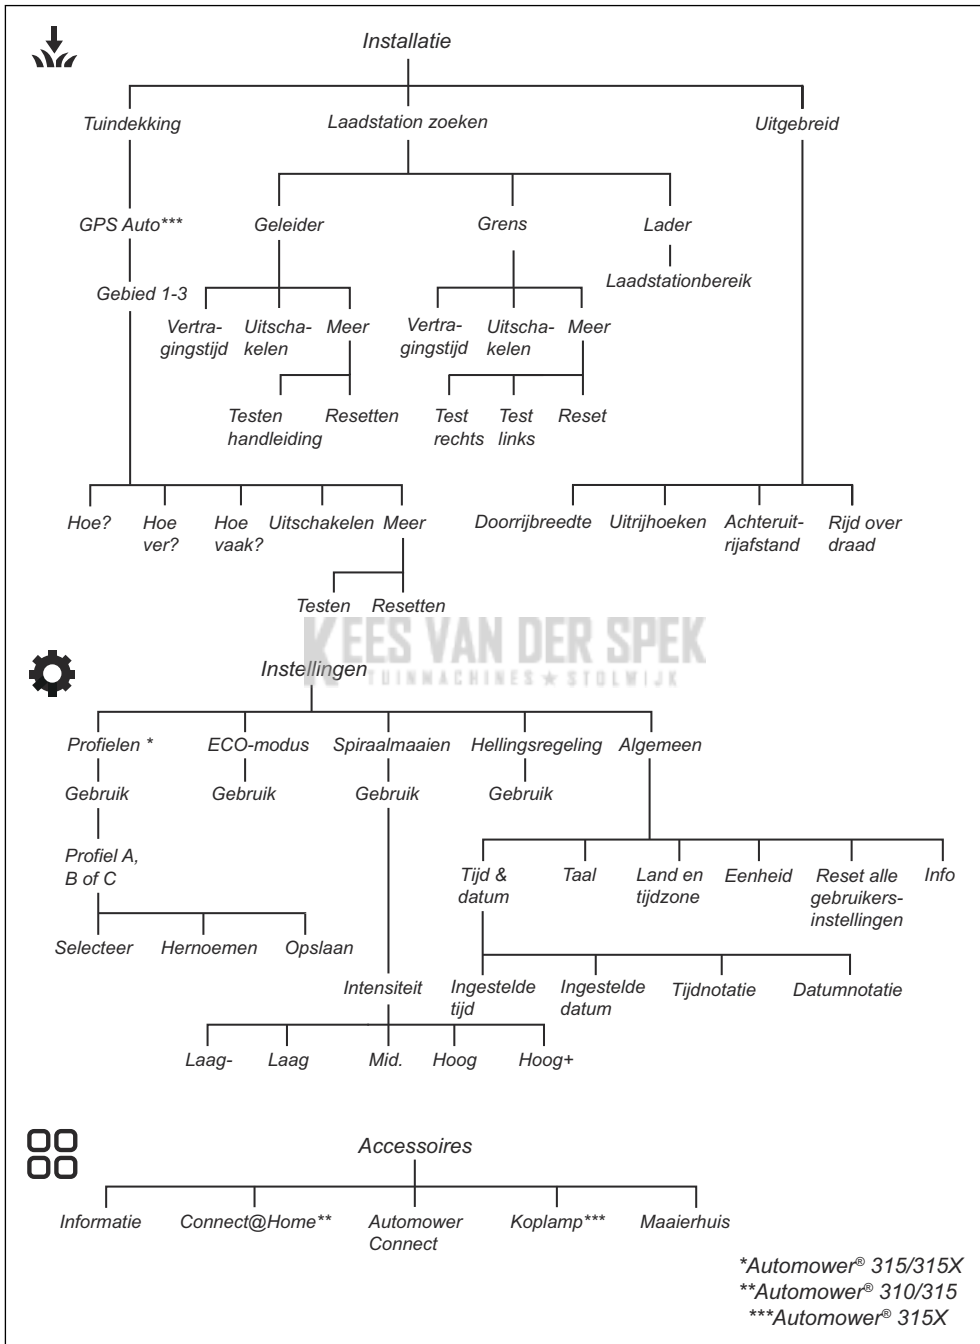 Installatie
Tuindekking
Laadstation zoeken
Uitgebreid
GPS Auto***
Geleider
Grens
Lader
Gebied 1-3
Laadstationbereik
Vertra-
gingstijd
Uitscha-
kelen
Meer
Vertra-
gingstijd
Uitscha-
kelen
Meer
Testen
handleiding
Resetten
Test
rechts
Test
links
Reset
Hoe?
Hoe
ver?
Hoe
vaak?
Uitschakelen
Meer
Doorrijbreedte
Uitrijhoeken
Achteruit-
rijafstand
Rijd over
draad
Testen
Resetten
KEES VAN DER SPEK
TUINMACHINES ★ STOLWIJK
Instellingen
Profielen *
ECO-modus
Spiraalmaaien
Hellingsregeling
Algemeen
Gebruik
Gebruik
Gebruik
Gebruik
Profiel A,
B of C
Tijd &
datum
Taal
Land en
tijdzone
Eenheid
Reset alle
gebruikers-
instellingen
Info
Selecteer
Hernoemen
Opslaan
Intensiteit
Ingestelde
tijd
Ingestelde
datum
Tijdnotatie
Datumnotatie
Laag-
Laag
Mid.
Hoog
Hoog+
Accessoires
Informatie
Connect@Home**
Automower
Connect
Koplamp***
Maaierhuis
*Automower® 315/315X
**Automower® 310/315
***Automower® 315X